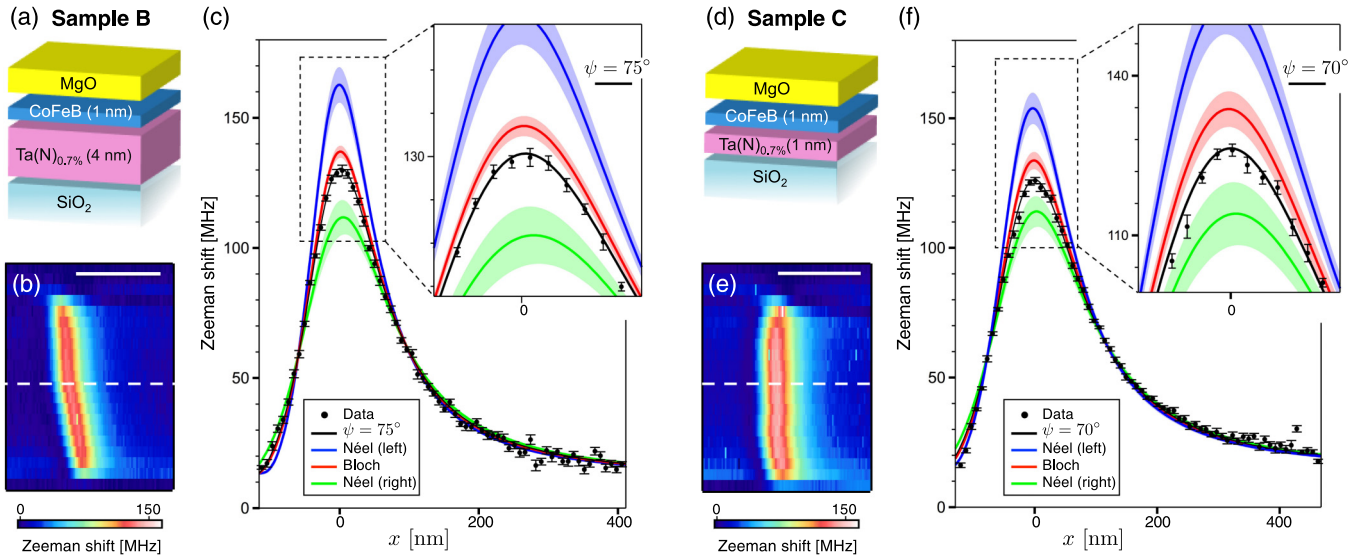 (a) Sample B
MgO
CoFeB (1 nm)
Ta(N)0.7% (4 nm)
SiO2
(b)
0 150
Zeeman shift [MHz]
(c)
Zeeman shift [MHz]
150
100
50
0
0 200 400
x [nm]
ψ = 75°
130
0
Data
ψ = 75°
Néel (left)
Bloch
Néel (right)
(d) Sample C
MgO
CoFeB (1 nm)
Ta(N)0.7% (1 nm)
SiO2
(e)
0 150
Zeeman shift [MHz]
(f)
Zeeman shift [MHz]
150
100
50
0
0 200 400
x [nm]
ψ = 70°
140
110
0
Data
ψ = 70°
Néel (left)
Bloch
Néel (right)